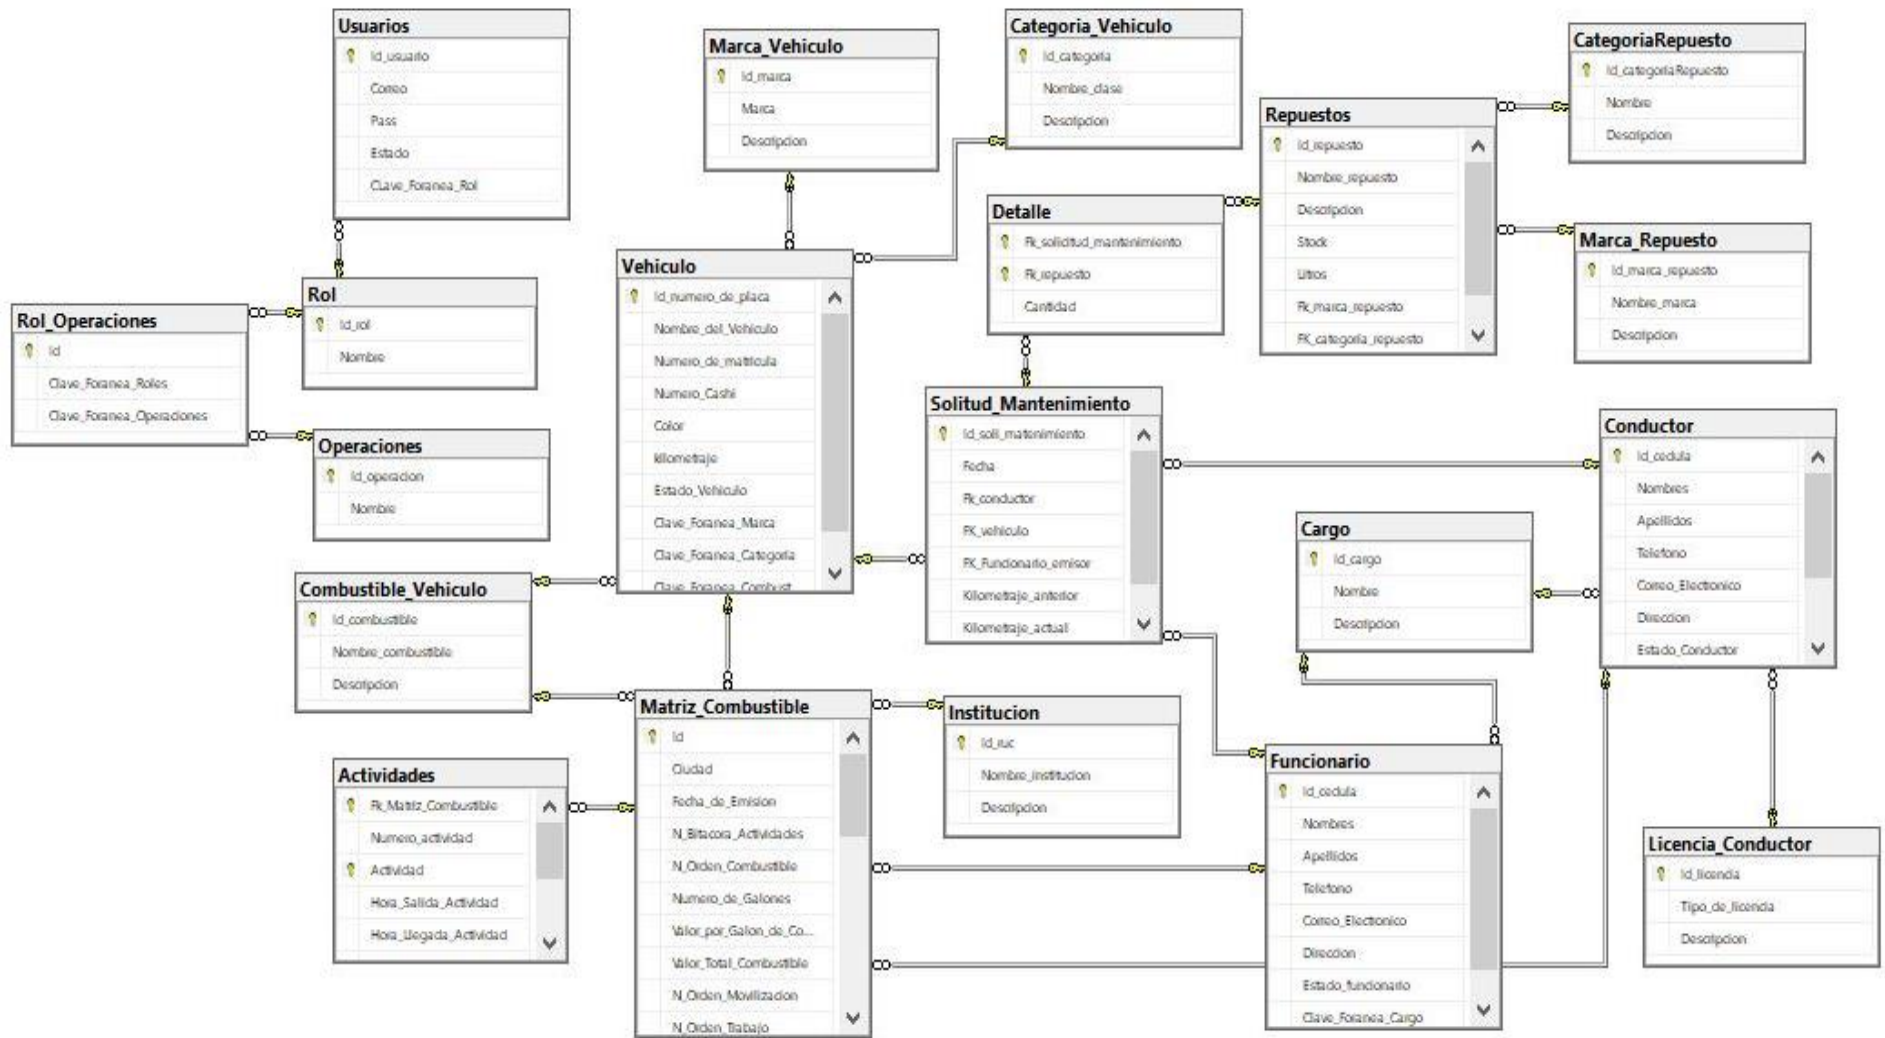 Usuarios
Id_usuario
Correo
Pass
Estado
CLave_Foranea_Rol
Marca_Vehiculo
Id_marca
Marca
Descripcion
Categoria_Vehiculo
Id_categoria
Nombre_clase
Descripcion
CategoriaRepuesto
Id_categoriaRepuesto
Nombre
Descripcion
Repuestos
Id_repuesto
Nombre_repuesto
Descripcion
Stock
Litros
Fk_marca_repuesto
FK_categoria_repuesto
Detalle
Fk_solicitud_mantenimiento
Fk_repuesto
Cantidad
Marca_Repuesto
Id_marca_repuesto
Nombre_marca
Descripcion
Vehiculo
Id_numero_de_placa
Nombre_del_Vehiculo
Numero_de_matricula
Numero_Cashi
Color
kilometraje
Estado_Vehiculo
Clave_Foranea_Marca
Clave_Foranea_Categoria
Clave_Foranea_Combust
Rol
Id_rol
Nombre
Rol_Operaciones
Id
Clave_Foranea_Roles
Clave_Foranea_Operaciones
Operaciones
Id_operacion
Nombre
Solitud_Mantenimiento
Id_soli_matenimiento
Fecha
Fk_conductor
FK_vehiculo
FK_Funcionario_emisor
Kilometraje_anterior
Kilometraje_actual
Conductor
Id_cedula
Nombres
Apellidos
Telefono
Correo_Electronico
Direccion
Estado_Conductor
Cargo
Id_cargo
Nombre
Descripcion
Combustible_Vehiculo
Id_combustible
Nombre_combustible
Descripcion
Matriz_Combustible
Id
Ciudad
Fecha_de_Emision
N_Bitacora_Actividades
N_Orden_Combustible
Numero_de_Galones
Valor_por_Galon_de_Co...
Valor_Total_Combustible
N_Orden_Movilizacion
N_Orden_Trabajo
Institucion
Id_ruc
Nombre_institucion
Descripcion
Actividades
Fk_Matriz_Combustible
Numero_actividad
Actividad
Hora_Salida_Actividad
Hora_Llegada_Actividad
Funcionario
Id_cedula
Nombres
Apellidos
Telefono
Correo_Electronico
Direccion
Estado_funcionario
Clave_Foranea_Cargo
Licencia_Conductor
Id_licencia
Tipo_de_licencia
Descripcion